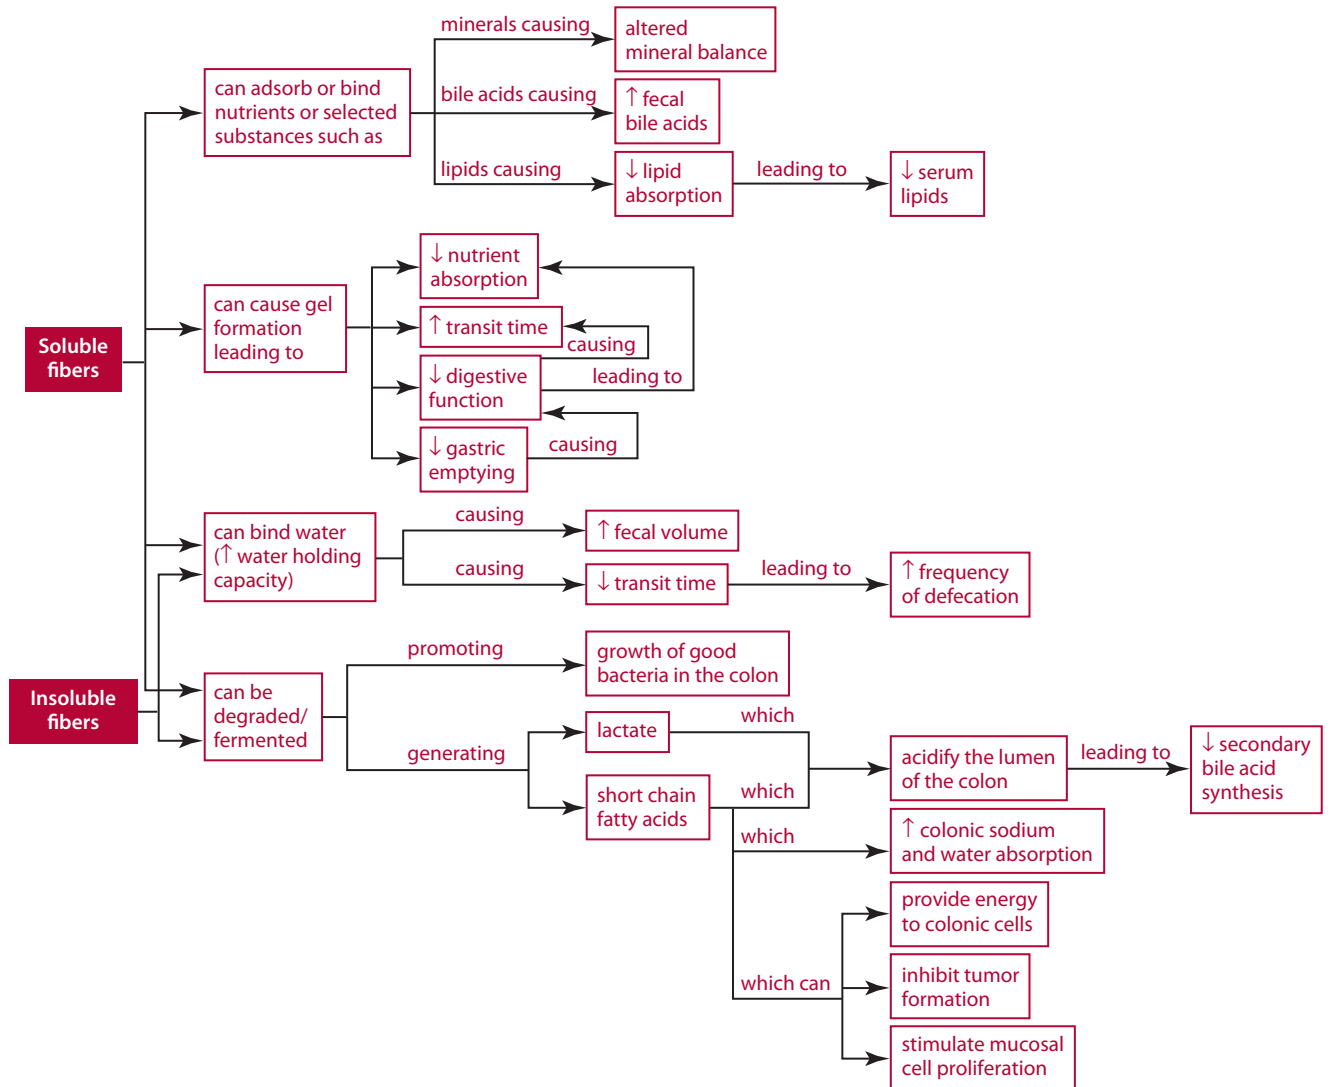 minerals causing
altered
mineral balance
can adsorb or bind
nutrients or selected
substances such as
bile acids causing
↑ fecal
bile acids
lipids causing
↓ lipid
absorption
leading to
↓ serum
lipids
Soluble
fibers
can cause gel
formation
leading to
↓ nutrient
absorption
↑ transit time
causing
↓ digestive
function
leading to
↓ gastric
emptying
causing
can bind water
(↑ water holding
capacity)
causing
↑ fecal volume
causing
↓ transit time
leading to
↑ frequency
of defecation
Insoluble
fibers
can be
degraded/
fermented
promoting
growth of good
bacteria in the colon
generating
lactate
which
short chain
fatty acids
which
acidify the lumen
of the colon
leading to
↓ secondary
bile acid
synthesis
which
↑ colonic sodium
and water absorption
which can
provide energy
to colonic cells
inhibit tumor
formation
stimulate mucosal
cell proliferation